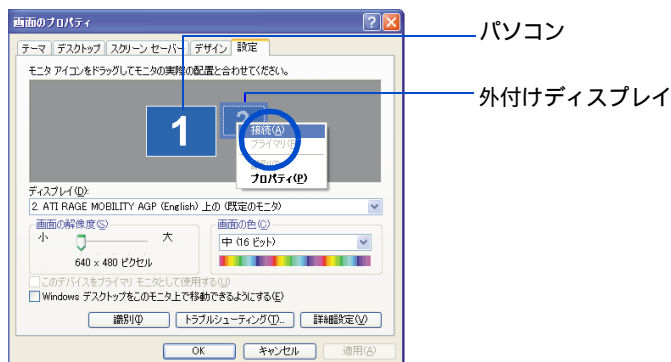 画面のプロパティ
テーマ デスクトップ スクリーン セーバー デザイン 設定
モニタ アイコンをドラッグしてモニタの実際の配置と合わせてください。
パソコン
外付けディスプレイ
1
2
接続(A)
プライマリ(P)
識別(I)
プロパティ(P)
ディスプレイ(D):
2. ATI RAGE MOBILITY AGP (English) 上の (既定のモニタ)
画面の解像度(S)
小 大
640 × 480 ピクセル
画面の色(C)
中 (16 ビット)
このデバイスをプライマリ モニタとして使用する(U)
Windows デスクトップをこのモニタ上で移動できるようにする(E)
識別(I) トラブルシューティング(T)... 詳細設定(V)
OK キャンセル 適用(A)